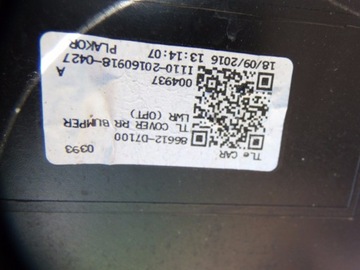 TLe CAR
86612-D7100
TL COVER RR BUMPER
LWR (OPT)
0393
18/09/2016 13:14:07
I110-20160918-0427
004937 A
PLAKOR